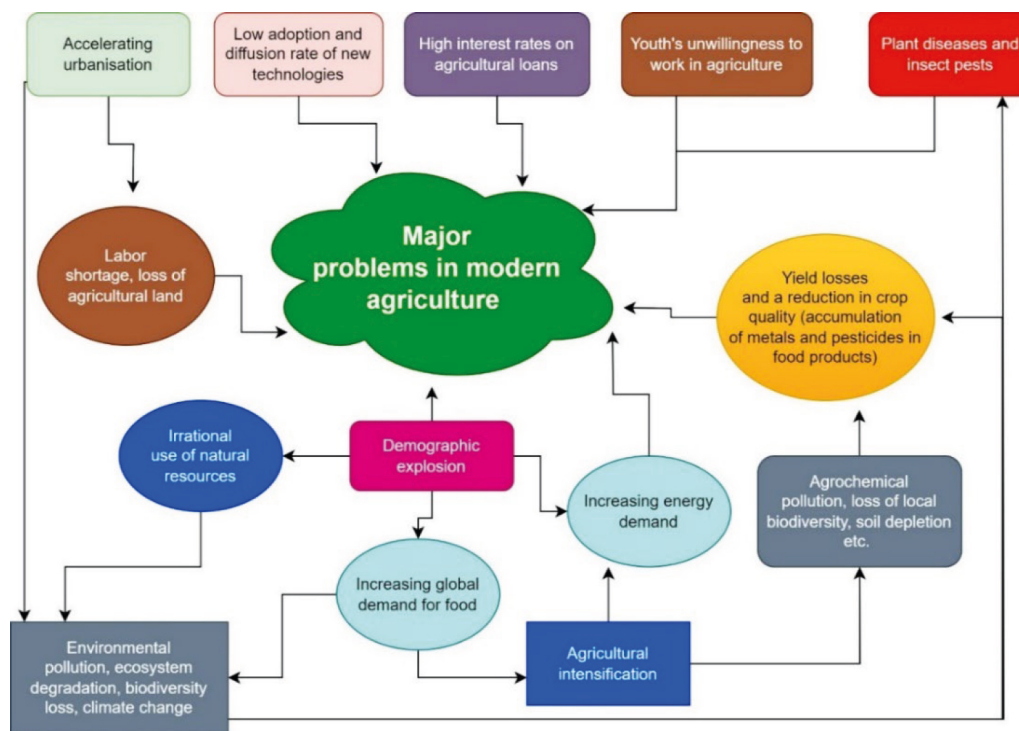 Accelerating
urbanisation
Low adoption and
diffusion rate of new
technologies
High interest rates on
agricultural loans
Youth's unwillingness to
work in agriculture
Plant diseases and
insect pests
Major
problems in modern
agriculture
Labor
shortage, loss of
agricultural land
Yield losses
and a reduction in crop
quality (accumulation
of metals and pesticides in
food products)
Irrational
use of natural
resources
Demographic
explosion
Increasing energy
demand
Agrochemical
pollution, loss of local
biodiversity, soil depletion
etc.
Increasing global
demand for food
Environmental
pollution, ecosystem
degradation, biodiversity
loss, climate change
Agricultural
intensification